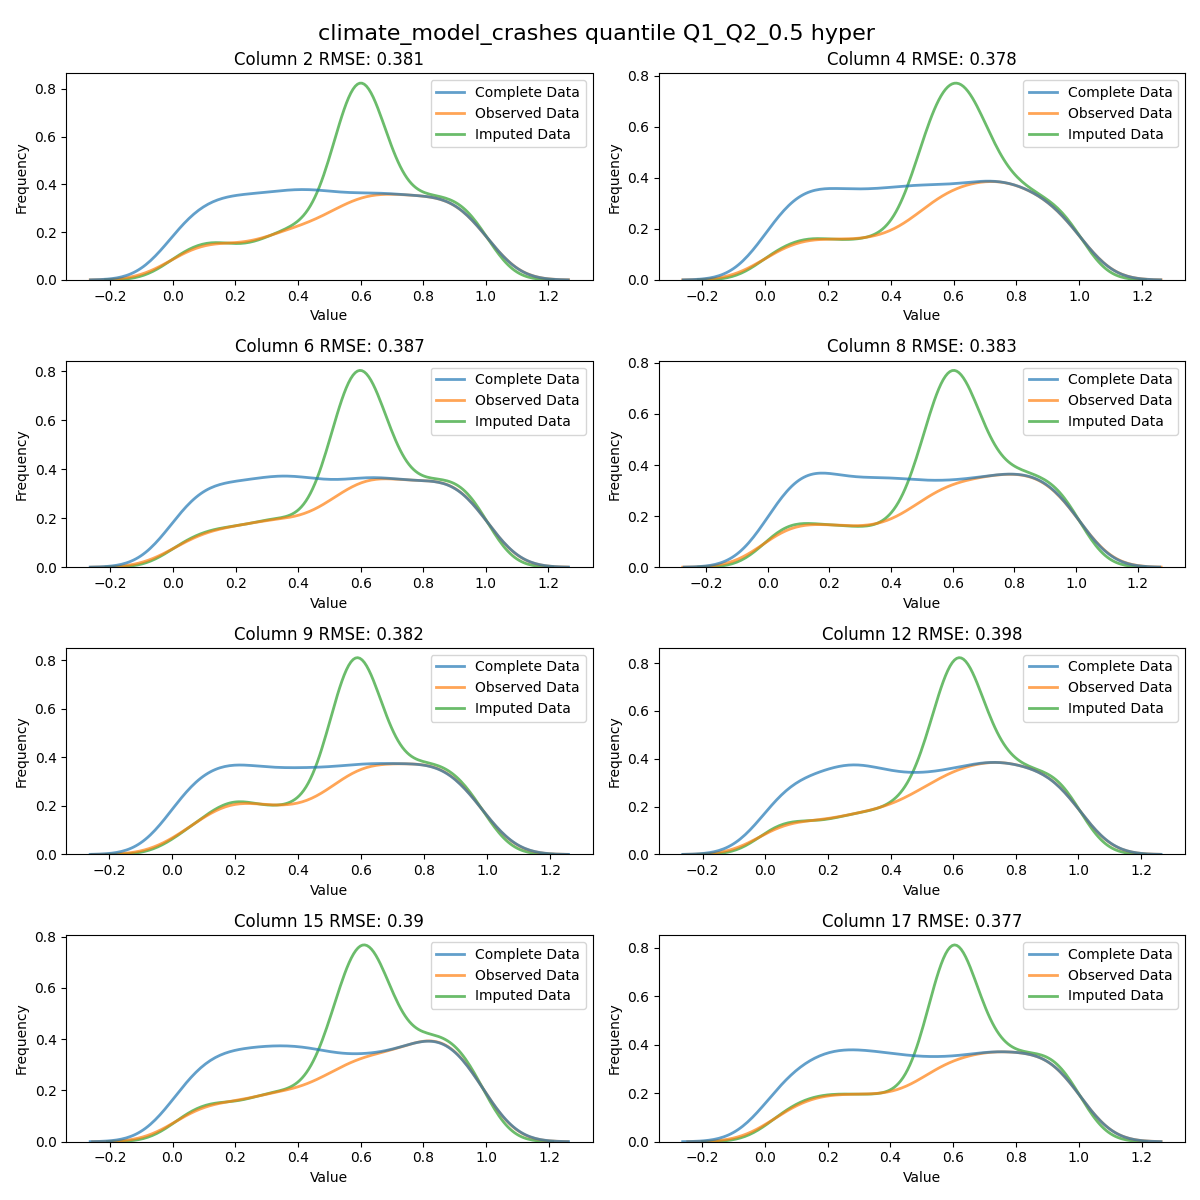 climate_model_crashes quantile Q1_Q2_0.5 hyper
Column 2 RMSE: 0.381
Frequency
0.8
0.6
0.4
0.2
0.0
Complete Data
Observed Data
Imputed Data
−0.2 0.0 0.2 0.4 0.6 0.8 1.0 1.2
Value
Column 4 RMSE: 0.378
Frequency
0.8
0.6
0.4
0.2
0.0
Complete Data
Observed Data
Imputed Data
−0.2 0.0 0.2 0.4 0.6 0.8 1.0 1.2
Value
Column 6 RMSE: 0.387
Frequency
0.8
0.6
0.4
0.2
0.0
Complete Data
Observed Data
Imputed Data
−0.2 0.0 0.2 0.4 0.6 0.8 1.0 1.2
Value
Column 8 RMSE: 0.383
Frequency
0.8
0.6
0.4
0.2
0.0
Complete Data
Observed Data
Imputed Data
−0.2 0.0 0.2 0.4 0.6 0.8 1.0 1.2
Value
Column 9 RMSE: 0.382
Frequency
0.8
0.6
0.4
0.2
0.0
Complete Data
Observed Data
Imputed Data
−0.2 0.0 0.2 0.4 0.6 0.8 1.0 1.2
Value
Column 12 RMSE: 0.398
Frequency
0.8
0.6
0.4
0.2
0.0
Complete Data
Observed Data
Imputed Data
−0.2 0.0 0.2 0.4 0.6 0.8 1.0 1.2
Value
Column 15 RMSE: 0.39
Frequency
0.8
0.6
0.4
0.2
0.0
Complete Data
Observed Data
Imputed Data
−0.2 0.0 0.2 0.4 0.6 0.8 1.0 1.2
Value
Column 17 RMSE: 0.377
Frequency
0.8
0.6
0.4
0.2
0.0
Complete Data
Observed Data
Imputed Data
−0.2 0.0 0.2 0.4 0.6 0.8 1.0 1.2
Value